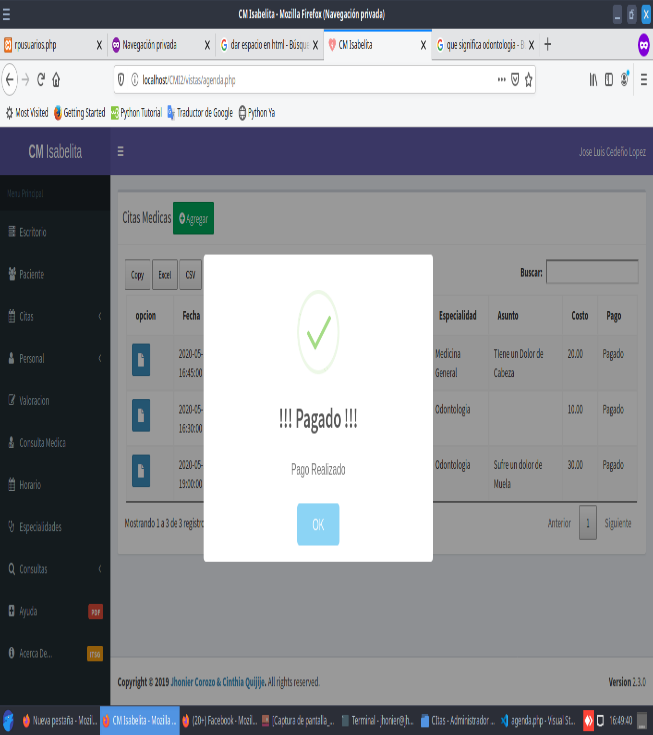 CM Isabelita - Mozilla Firefox (Navegación privada)
npusuarios.php
Navegación privada
dar espacio en html - Búsque
CM Isabelita
que significa odontologia - B
localhost/CM02/vistas/agenda.php
Most Visited
Getting Started
Python Tutorial
Traductor de Google
Python Ya
CM Isabelita
Jose Luis Cedeño Lopez
Menu Principal
Escritorio
Paciente
Citas
Personal
Valoracion
Consulta Medica
Horario
Especialidades
Consultas
Ayuda PDF
Acerca De...
Citas Medicas Agregar
Copy Excel CSV
Buscar:
opcion Fecha Especialidad Asunto Costo Pago
2020-05- Medicina TIene un Dolor de 20.00 Pagado
16:45:00 General Cabeza
2020-05- Odontologia 10.00 Pagado
16:30:00
2020-05- Odontologia Sufre un dolor de 30.00 Pagado
19:00:00 Muela
Mostrando 1 a 3 de 3 registro
Anterior 1 Siguiente
!!! Pagado !!!
Pago Realizado
OK
Copyright © 2019 Jhonier Corozo & Cinthia Quijije. All rights reserved.
Version 2.3.0
Nueva pestaña - Mozil...
CM Isabelita - Mozilla ...
(20+) Facebook - Mozil...
[Captura de pantalla_...
Terminal - jhonier@jh...
Citas - Administrador ...
agenda.php - Visual St...
16:49:40